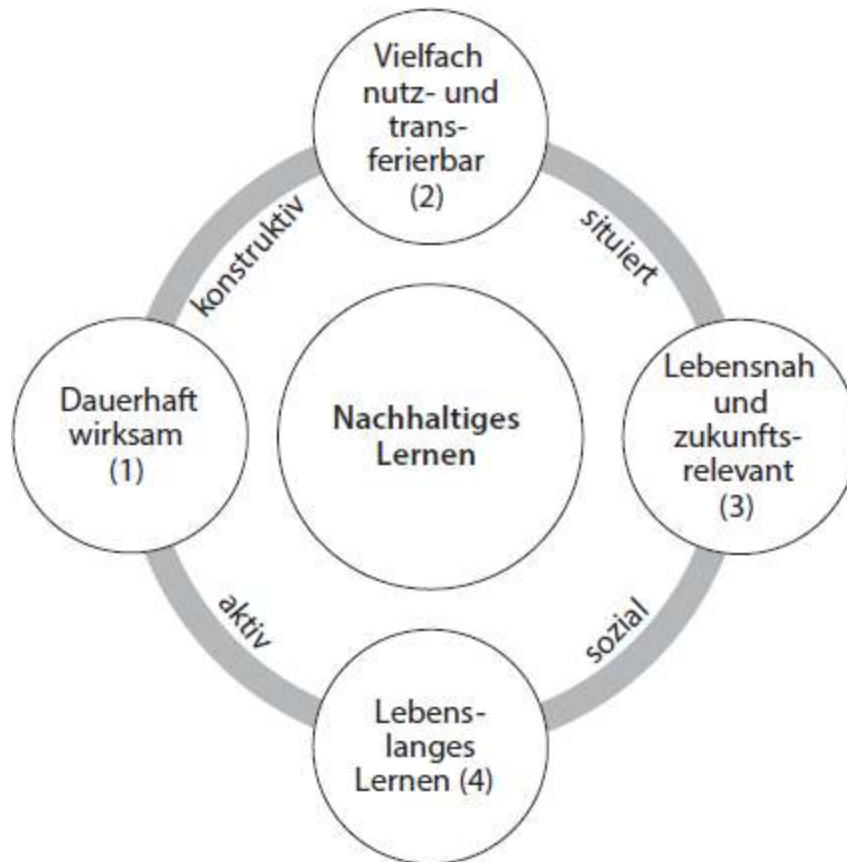 Vielfach
nutz- und
trans-
ferierbar
(2)
konstruktiv
situiert
Dauerhaft
wirksam
(1)
Nachhaltiges
Lernen
Lebensnah
und
zukunfts-
relevant
(3)
aktiv
sozial
Lebens-
langes
Lernen (4)